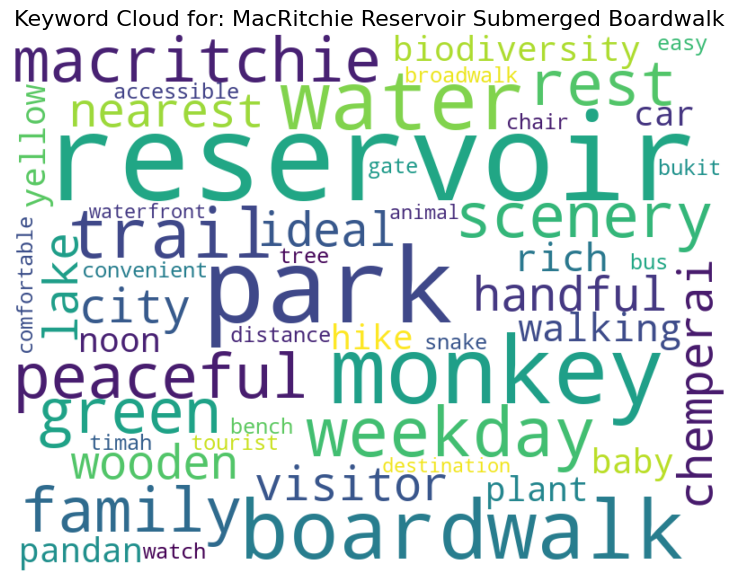 Keyword Cloud for: MacRitchie Reservoir Submerged Boardwalk
macritchie
biodiversity
easy
broadwalk
accessible
nearest
water
rest
car
chair
yellow
reservoir
gate
bukit
waterfront
animal
scenery
trail
ideal
tree
rich
bus
comfortable
lake
convenient
city
park
handful
chemperai
noon
distance
hike
snake
walking
peaceful
monkey
green
bench
weekday
timah
tourist
wooden
destination
baby
visitor
plant
family
boardwalk
pandan
watch